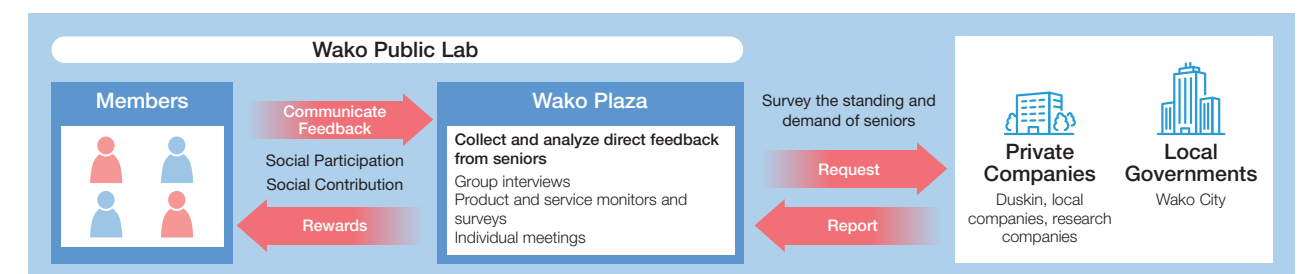 Wako Public Lab
Members
Communicate
Feedback
Social Participation
Social Contribution
Rewards
Wako Plaza
Collect and analyze direct feedback
from seniors
Group interviews
Product and service monitors and
surveys
Individual meetings
Survey the standing and
demand of seniors
Request
Report
Private
Companies
Duskin, local
companies, research
companies
Local
Governments
Wako City